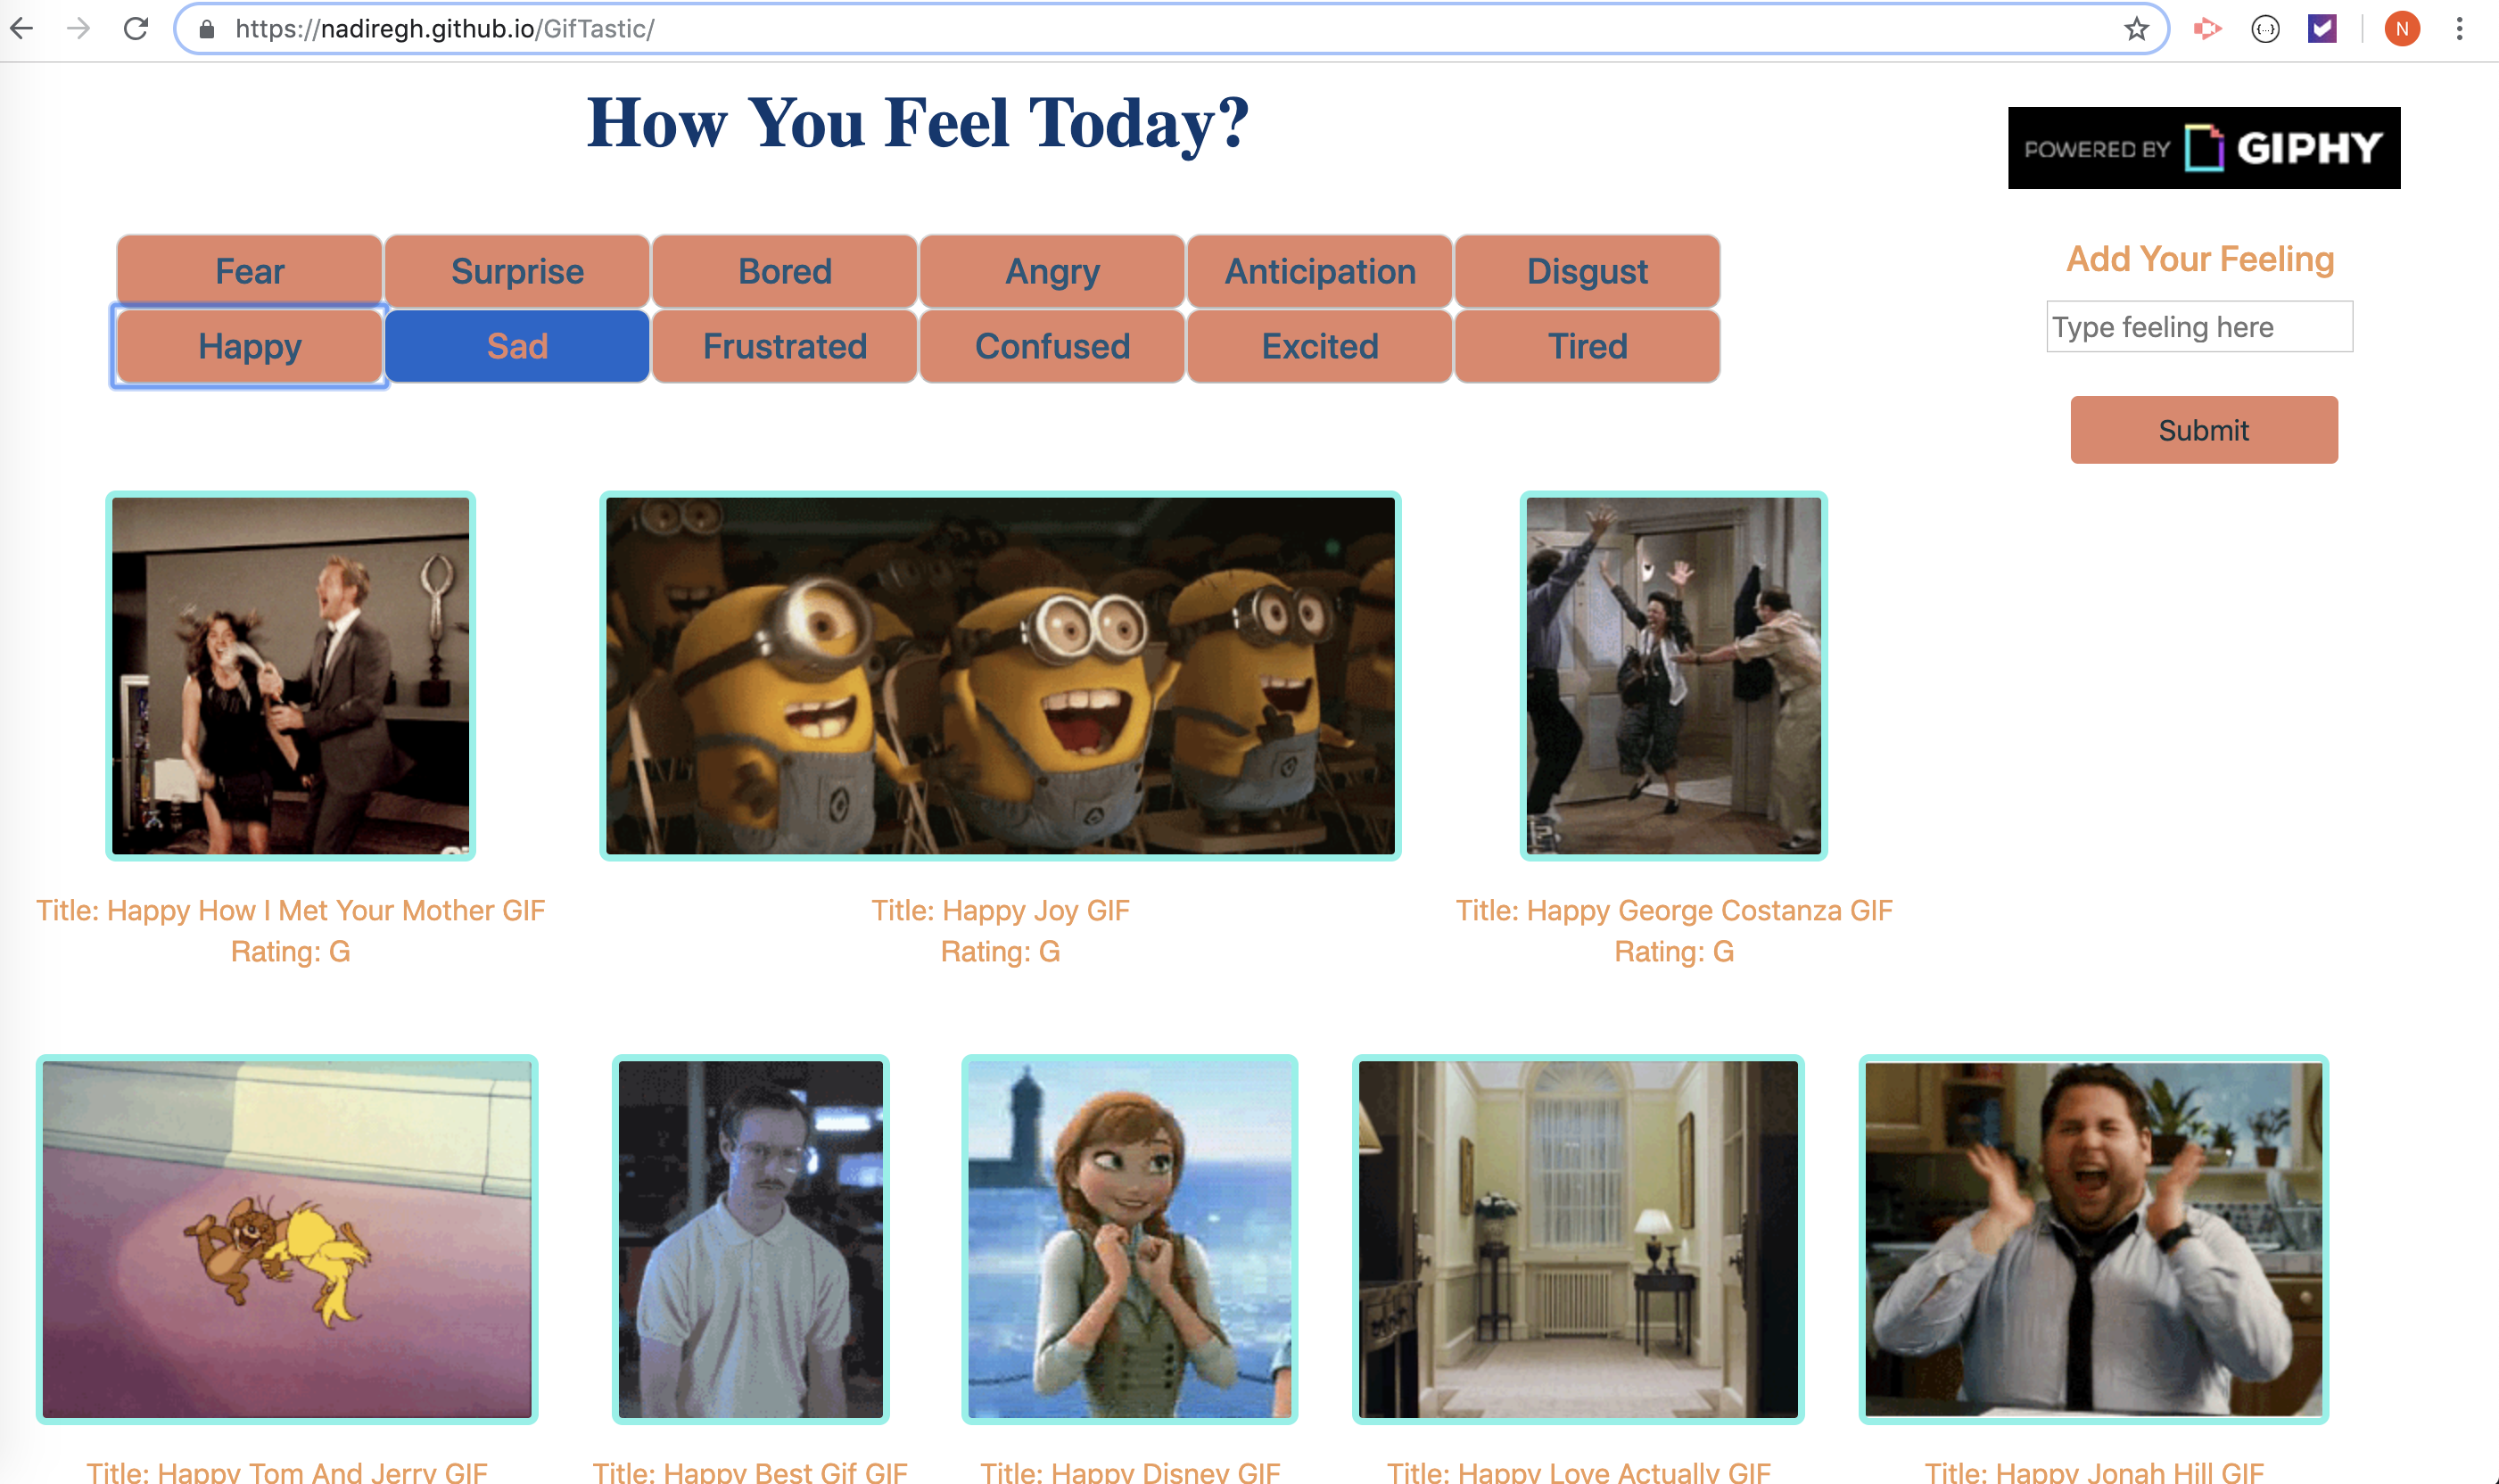 https://nadiregh.github.io/GifTastic/
N
How You Feel Today?
POWERED BY GIPHY
Fear Surprise Bored Angry Anticipation Disgust
Happy Sad Frustrated Confused Excited Tired
Add Your Feeling
Type feeling here
Submit
Title: Happy How I Met Your Mother GIF
Rating: G
Title: Happy Joy GIF
Rating: G
Title: Happy George Costanza GIF
Rating: G
Title: Happy Tom And Jerry GIF
Title: Happy Best Gif GIF
Title: Happy Disney GIF
Title: Happy Love Actually GIF
Title: Happy Jonah Hill GIF